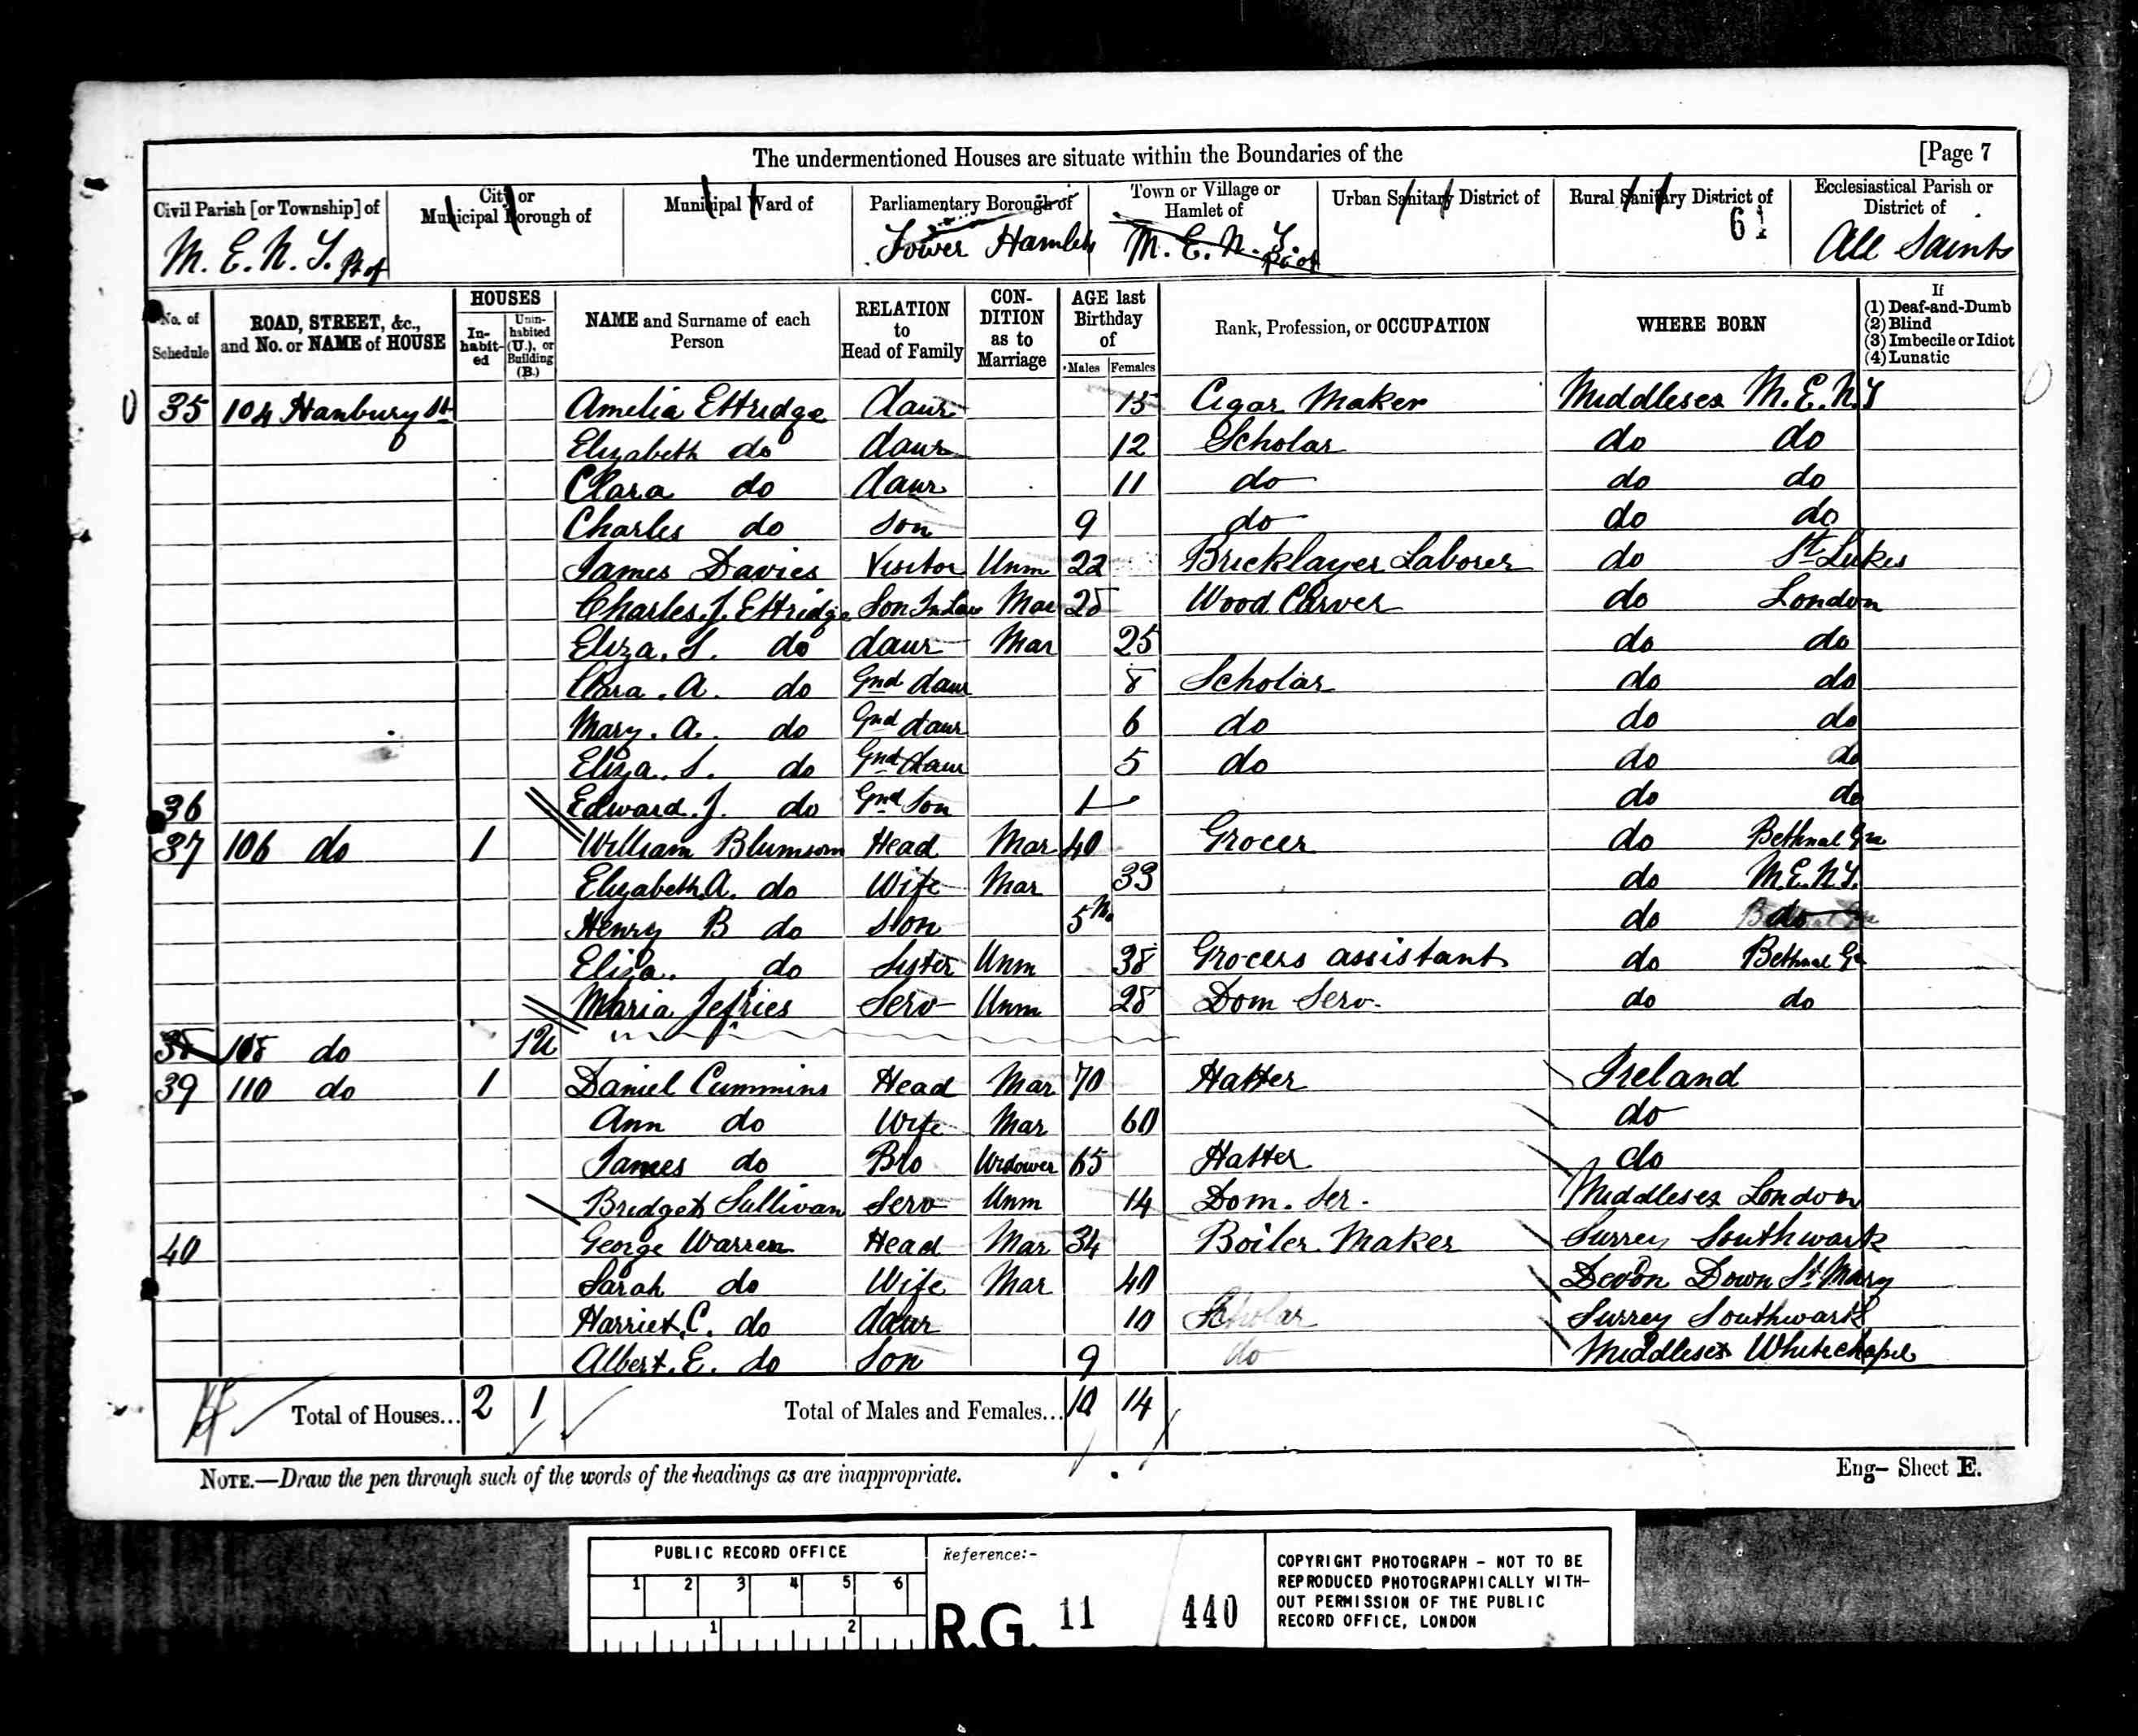 The undermentioned Houses are situate within the Boundaries of the [Page 7
Civil Parish [or Township] of City or Municipal Borough of Municipal Ward of Parliamentary Borough of Town or Village or Hamlet of Urban Sanitary District of Rural Sanitary District of Ecclesiastical Parish or District of
M. E. N. T. Pt of Tower Hamlets M. E. N. T. Pt of 61 All Saints
No. of Schedule ROAD, STREET, &c., and No. or NAME of HOUSE HOUSES In-habit-ed Unin-habited (U.), or Building (B.) NAME and Surname of each Person RELATION to Head of Family CON-DITION as to Marriage AGE last Birthday of Males Females Rank, Profession, or OCCUPATION WHERE BORN If (1) Deaf-and-Dumb (2) Blind (3) Imbecile or Idiot (4) Lunatic
35 104 Hanbury St Amelia Ettridge daur 15 Cigar Maker Middlesex M.E.N.T
Elizabeth do daur 12 Scholar do do
Clara do daur 11 do do do
Charles do Son 9 do do do
James Davies Visitor Unm 22 Bricklayer Laborer do St Lukes
Charles. J. Ettridge Son In Law Mar 28 Wood Carver do London
Eliza. S. do daur Mar 25 do do
Clara. A. do Gnd daur 8 Scholar do do
Mary. A. do Gnd daur 6 do do do
Eliza. S. do Gnd daur 5 do do do
36 Edward. J. do Gnd Son 1 do do
37 106 do 1 William Blumsom Head Mar 40 Grocer do Bethnal Gn
Elizabeth A. do Wife Mar 33 do M.E.N.T.
Henry B do Son 5 M. do do
Eliza. do Sister Unm 38 Grocers assistant do Bethnal Gn
Maria Jefries Serv Unm 28 Dom Serv. do do
38 108 do 1U
39 110 do 1 Daniel Cummins Head Mar 70 Hatter Ireland
Ann do Wife Mar 60 do
James do Bro Widower 65 Hatter do
Bridget Sullivan Serv Unm 14 Dom. Ser. Middlesex London
40 George Warren Head Mar 34 Boiler Maker Surrey Southwark
Sarah do Wife Mar 40 Devon Down St Mary
Harriet. C. do daur 10 Scholar Surrey Southwark
Albert. E. do Son 9 do Middlesex Whitechapel
Total of Houses... 2 1 Total of Males and Females... 10 14
NOTE.—Draw the pen through such of the words of the headings as are inappropriate. Eng- Sheet E.
PUBLIC RECORD OFFICE
1 2 3 4 5 6
1 2
Reference:-
R.G. 11 440
COPYRIGHT PHOTOGRAPH - NOT TO BE
REPRODUCED PHOTOGRAPHICALLY WITH-
OUT PERMISSION OF THE PUBLIC
RECORD OFFICE, LONDON